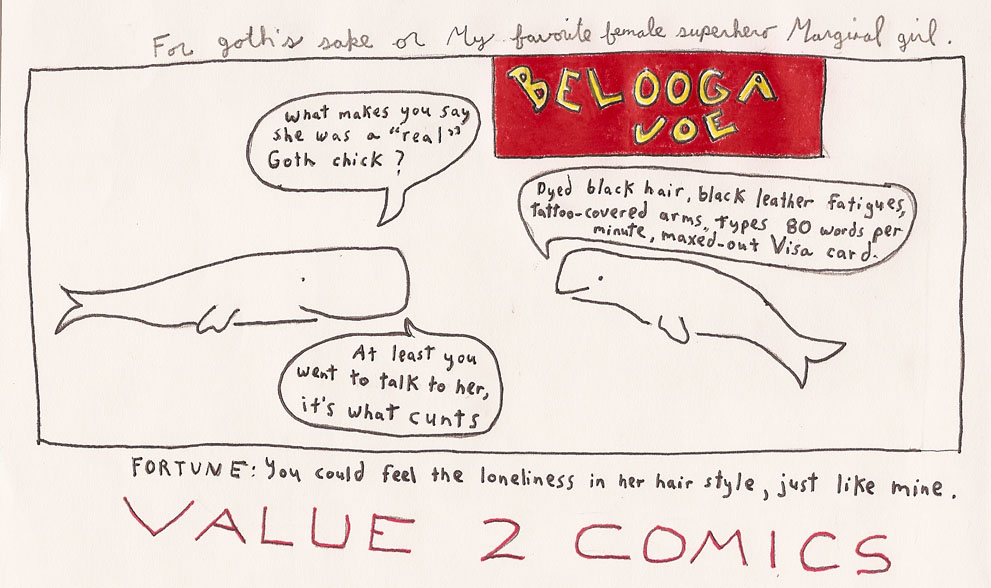 For goth's sake or My favorite female superhero Marginal girl.
BELOOGA
JOE
What makes you say
she was a "real"
Goth chick ?
Dyed black hair, black leather fatigues,
tattoo-covered arms, types 80 words per
minute, maxed-out Visa card.
At least you
went to talk to her,
it's what cunts
FORTUNE: You could feel the loneliness in her hair style, just like mine.
VALUE 2 COMICS